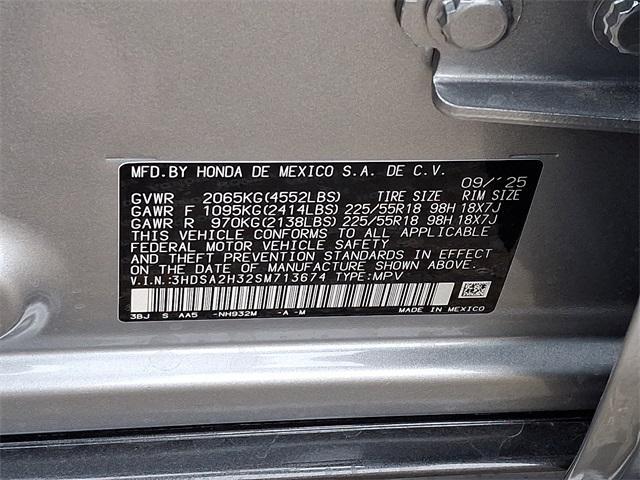 MFD.BY HONDA DE MEXICO S.A. DE C.V. 09/'25
GVWR 2065KG(4552LBS) TIRE SIZE RIM SIZE
GAWR F 1095KG(2414LBS) 225/55R18 98H 18X7J
GAWR R 970KG(2138LBS) 225/55R18 98H 18X7J
THIS VEHICLE CONFORMS TO ALL APPLICABLE
FEDERAL MOTOR VEHICLE SAFETY
AND THEFT PREVENTION STANDARDS IN EFFECT
ON THE DATE OF MANUFACTURE SHOWN ABOVE.
V.I.N.:3HDSA2H32SM713674 TYPE:MPV
3BJ S AA5 -NH932M -A -M MADE IN MEXICO